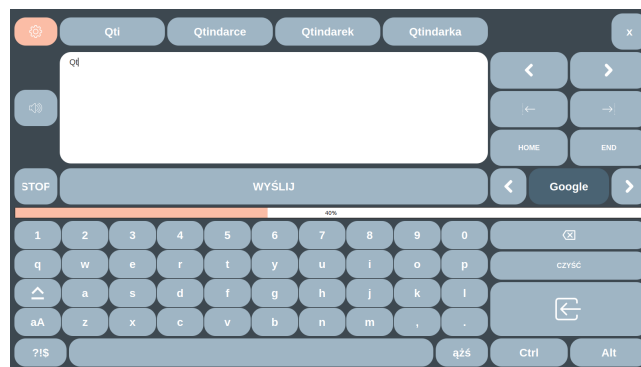 Qti Qtindarce Qtindarek Qtindarka x
Qt
HOME END
STOP WYŚLIJ Google
40%
1 2 3 4 5 6 7 8 9 0
q w e r t y u i o p CZYŚĆ
a s d f g h j k l
aA z x c v b n m , .
?!$ ąźś Ctrl Alt